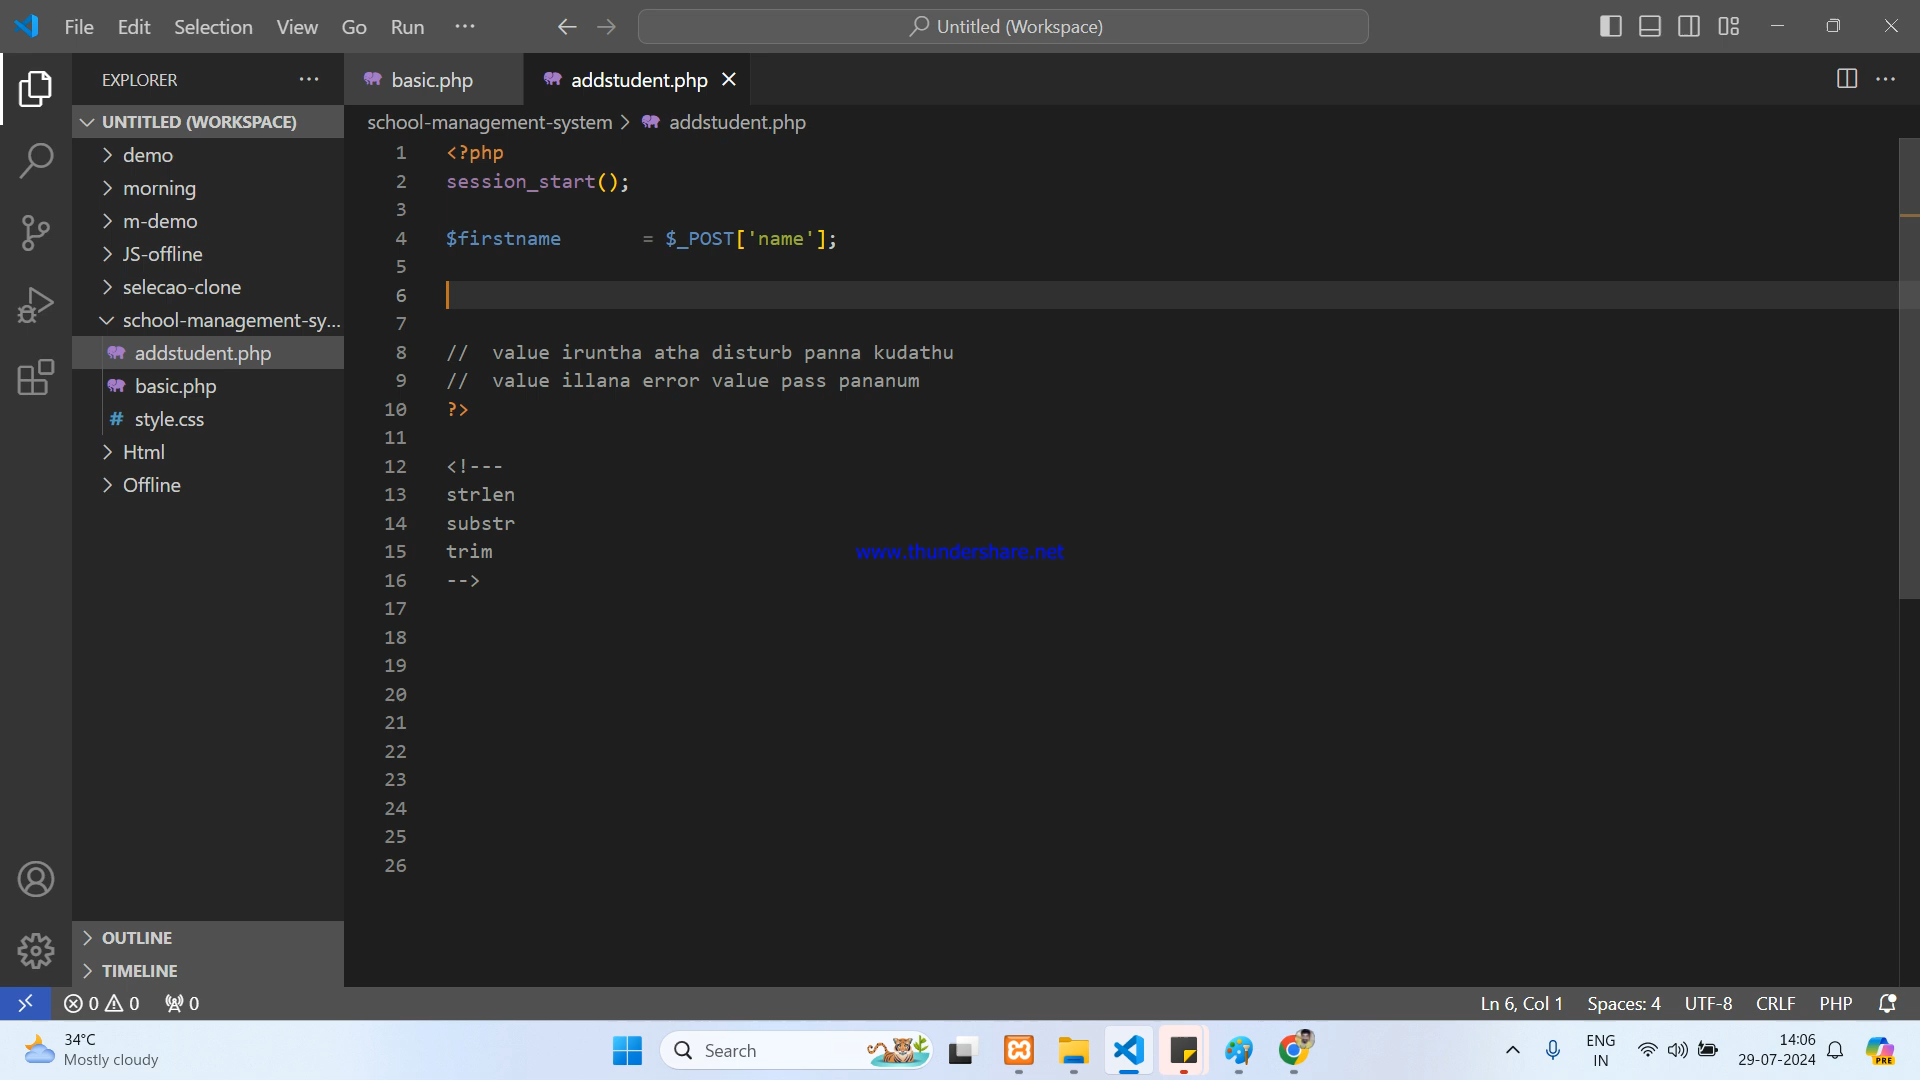 File Edit Selection View Go Run ···
Untitled (Workspace)
EXPLORER
basic.php
addstudent.php
UNTITLED (WORKSPACE)
demo
morning
m-demo
JS-offline
selecao-clone
school-management-sy...
addstudent.php
basic.php
# style.css
Html
Offline
OUTLINE
TIMELINE
school-management-system > addstudent.php
1 <?php
2 session_start();
3
4 $firstname = $_POST['name'];
5
6
7
8 // value iruntha atha disturb panna kudathu
9 // value illana error value pass pananum
10 ?>
11
12 <!---
13 strlen
14 substr
15 trim
16 -->
17
18
19
20
21
22
23
24
25
26
www.thundershare.net
0 0 0
Ln 6, Col 1 Spaces: 4 UTF-8 CRLF PHP
34°C
Mostly cloudy
Search
ENG
IN
14:06
29-07-2024
PRE